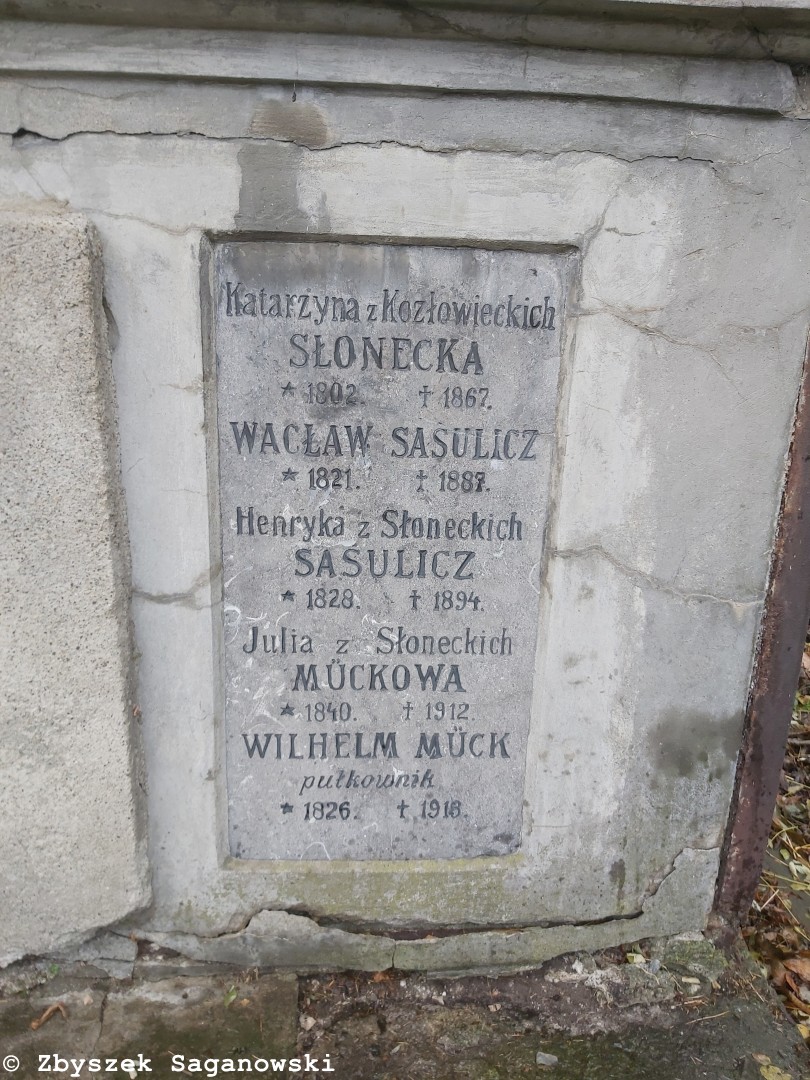 Katarzyna z Kozłowieckich
SŁONECKA
* 1802. † 1867.
WACŁAW SASULICZ
* 1821. † 1887.
Henryka z Słoneckich
SASULICZ
* 1828. † 1894.
Julia z Słoneckich
MÜCKOWA
* 1840. † 1912.
WILHELM MÜCK
pułkownik
* 1826. † 1918.
© Zbyszek Saganowski